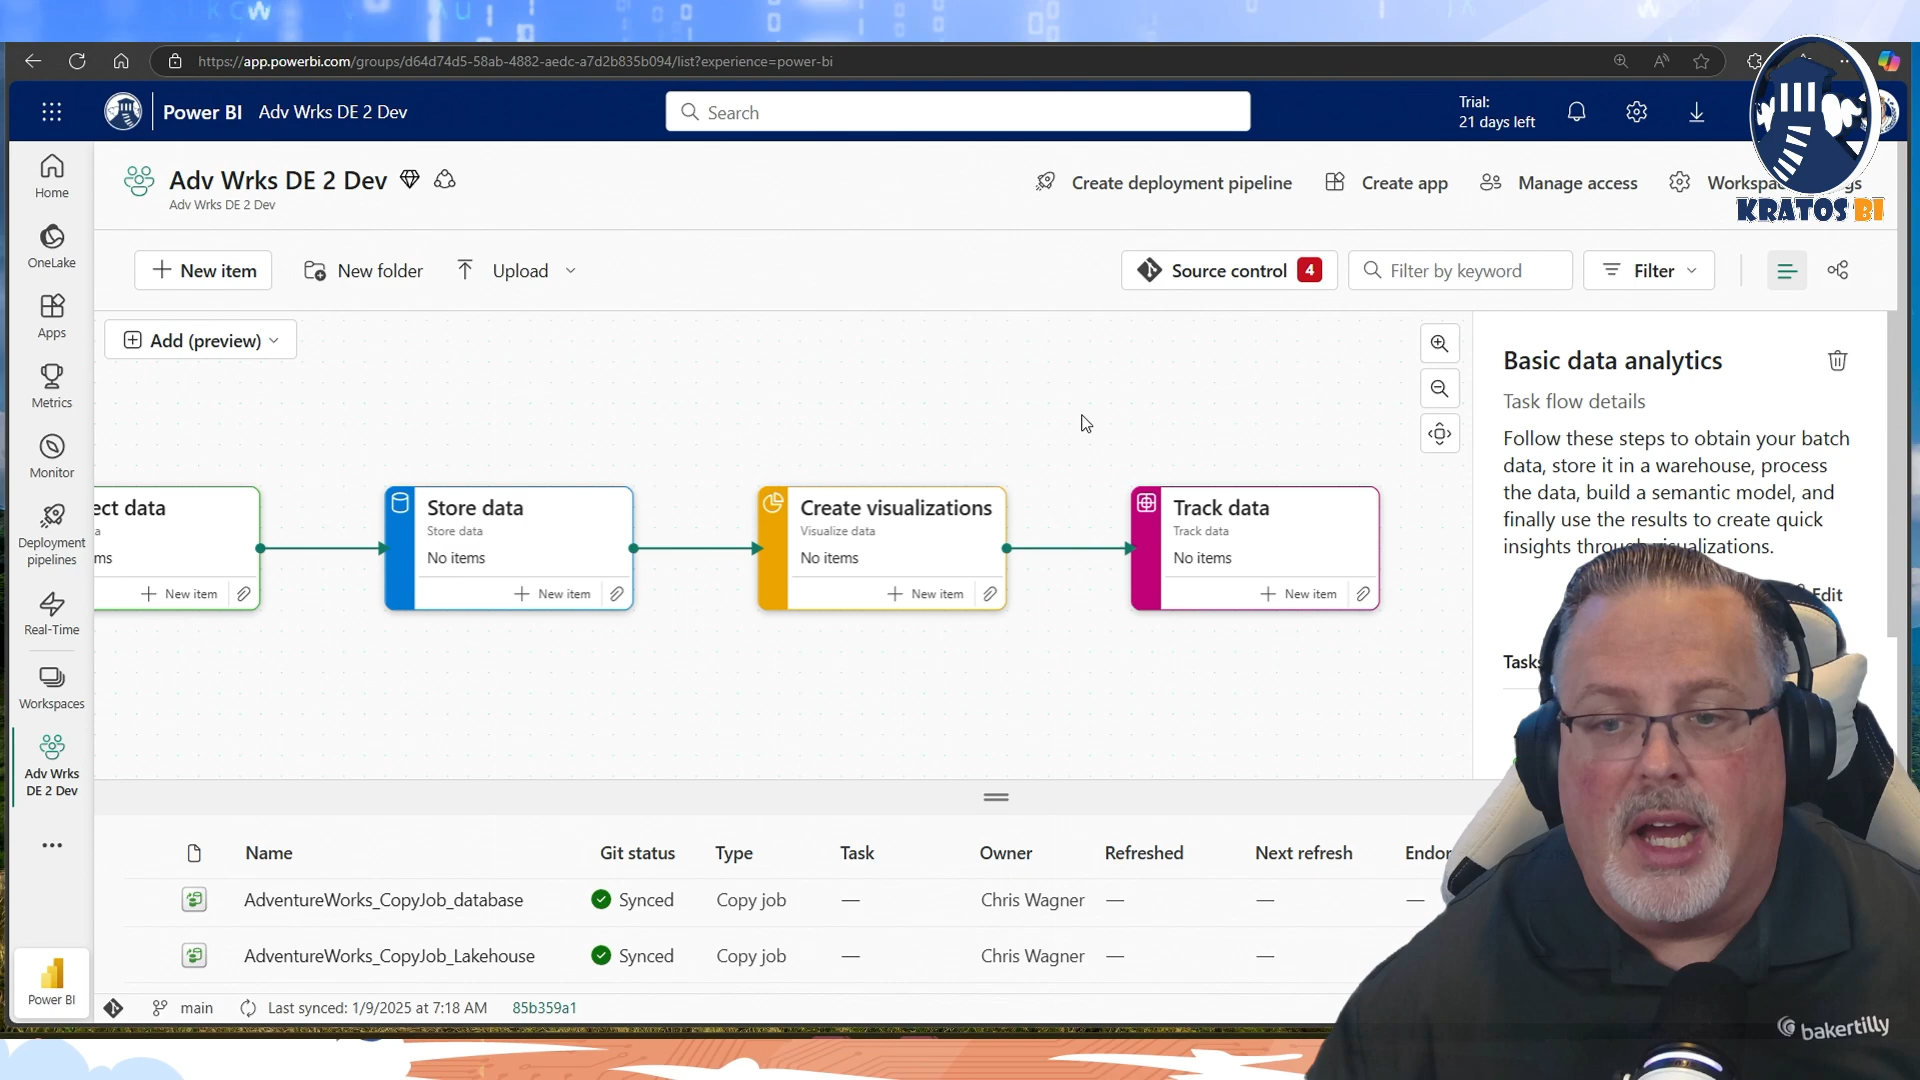 https://app.powerbi.com/groups/d64d74d5-58ab-4882-aedc-a7d2b835b094/list?experience=power-bi
Power BI
Adv Wrks DE 2 Dev
Search
Trial:
21 days left
Home
OneLake
Apps
Metrics
Monitor
Deployment
pipelines
Real-Time
Workspaces
Adv Wrks
DE 2 Dev
Power BI
Adv Wrks DE 2 Dev
Adv Wrks DE 2 Dev
Create deployment pipeline
Create app
Manage access
KRATOS BI
New item
New folder
Upload
Source control 4
Filter by keyword
Filter
Add (preview)
ect data
a
ms
New item
Store data
Store data
No items
New item
Create visualizations
Visualize data
No items
New item
Track data
Track data
No items
New item
Basic data analytics
Task flow details
Follow these steps to obtain your batch
data, store it in a warehouse, process
the data, build a semantic model, and
finally use the results to create quick
insights through visualizations.
Edit
Tasks
Name Git status Type Task Owner Refreshed Next refresh Endor
AdventureWorks_CopyJob_database Synced Copy job — Chris Wagner — — —
AdventureWorks_CopyJob_Lakehouse Synced Copy job — Chris Wagner — —
main
Last synced: 1/9/2025 at 7:18 AM
85b359a1
bakertilly